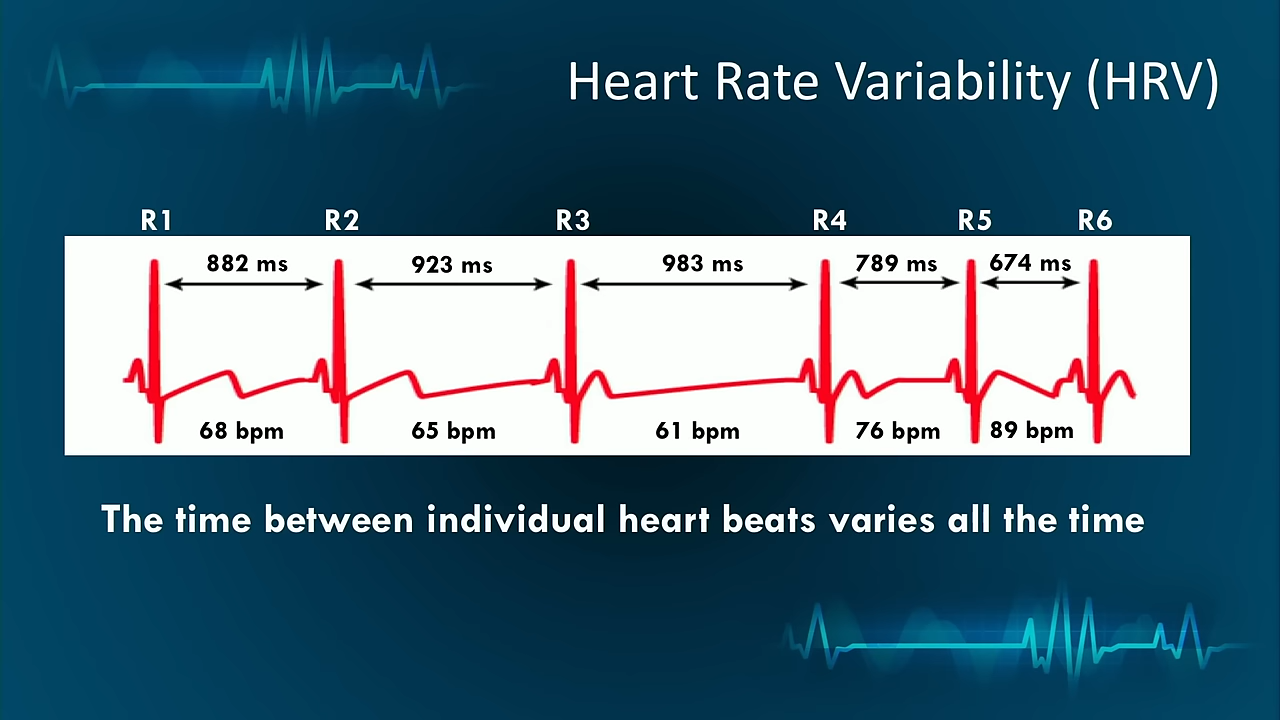 Heart Rate Variability (HRV)
R1 R2 R3 R4 R5 R6
882 ms 923 ms 983 ms 789 ms 674 ms
68 bpm 65 bpm 61 bpm 76 bpm 89 bpm
The time between individual heart beats varies all the time